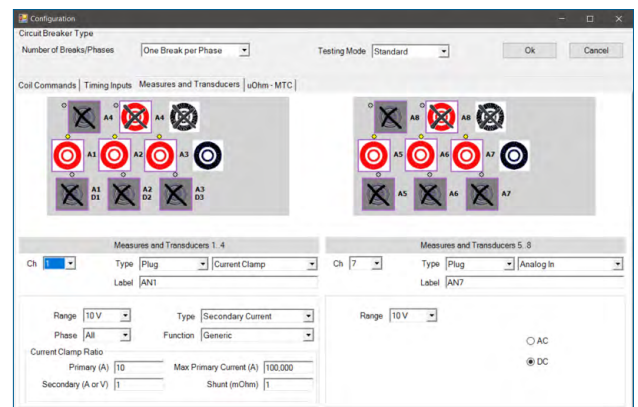 Configuration
Circuit Breaker Type
Number of Breaks/Phases One Break per Phase Testing Mode Standard Ok Cancel
Coil Commands Timing Inputs Measures and Transducers uOhm - MTC
A4 A4 A8 A8
A1 A2 A3 A5 A6 A7
A1 D1 A2 D2 A3 D3 A5 A6 A7
Measures and Transducers 1..4 Measures and Transducers 5..8
Ch 1 Type Plug Current Clamp Ch 7 Type Plug Analog In
Label AN1 Label AN7
Range 10 V Type Secondary Current Range 10 V
Phase All Function Generic
AC
Current Clamp Ratio
DC
Primary (A) 10 Max Primary Current (A) 100,000
Secondary (A or V) 1 Shunt (mOhm) 1